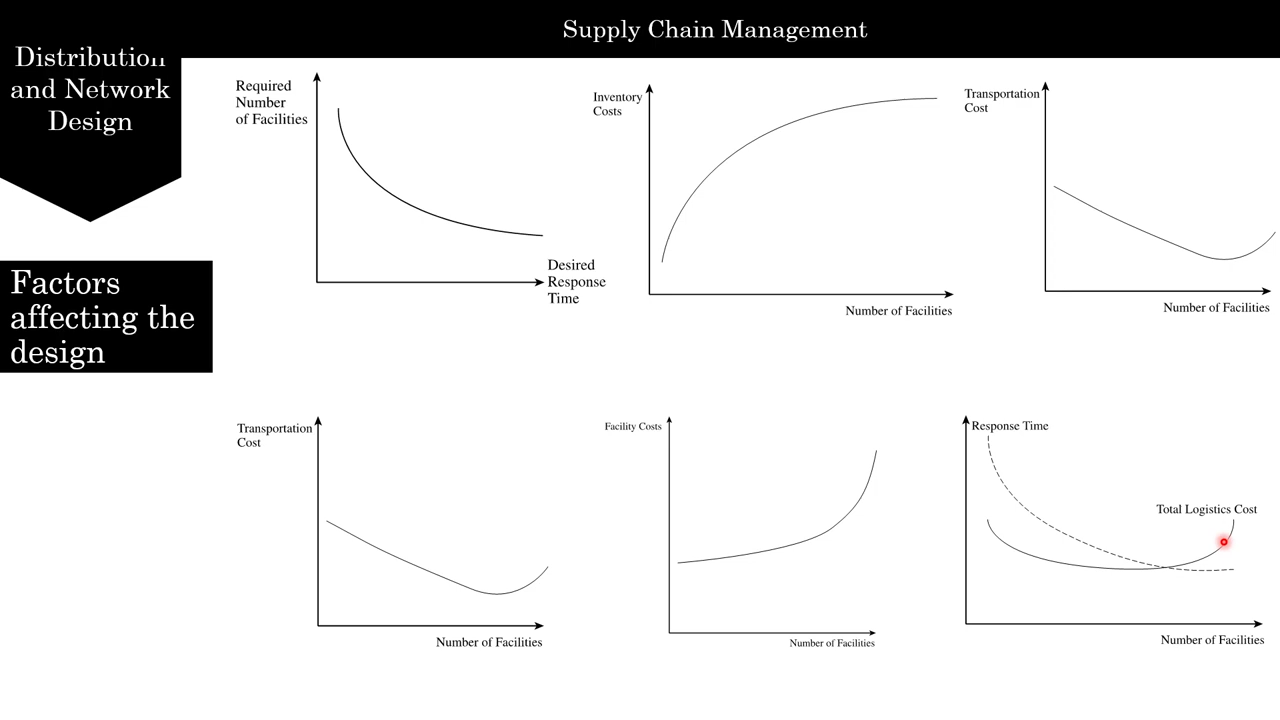 Supply Chain Management
Distribution
and Network
Design
Factors
affecting the
design
Required
Number
of Facilities
Desired
Response
Time
Inventory
Costs
Number of Facilities
Transportation
Cost
Number of Facilities
Transportation
Cost
Number of Facilities
Facility Costs
Number of Facilities
Response Time
Total Logistics Cost
Number of Facilities